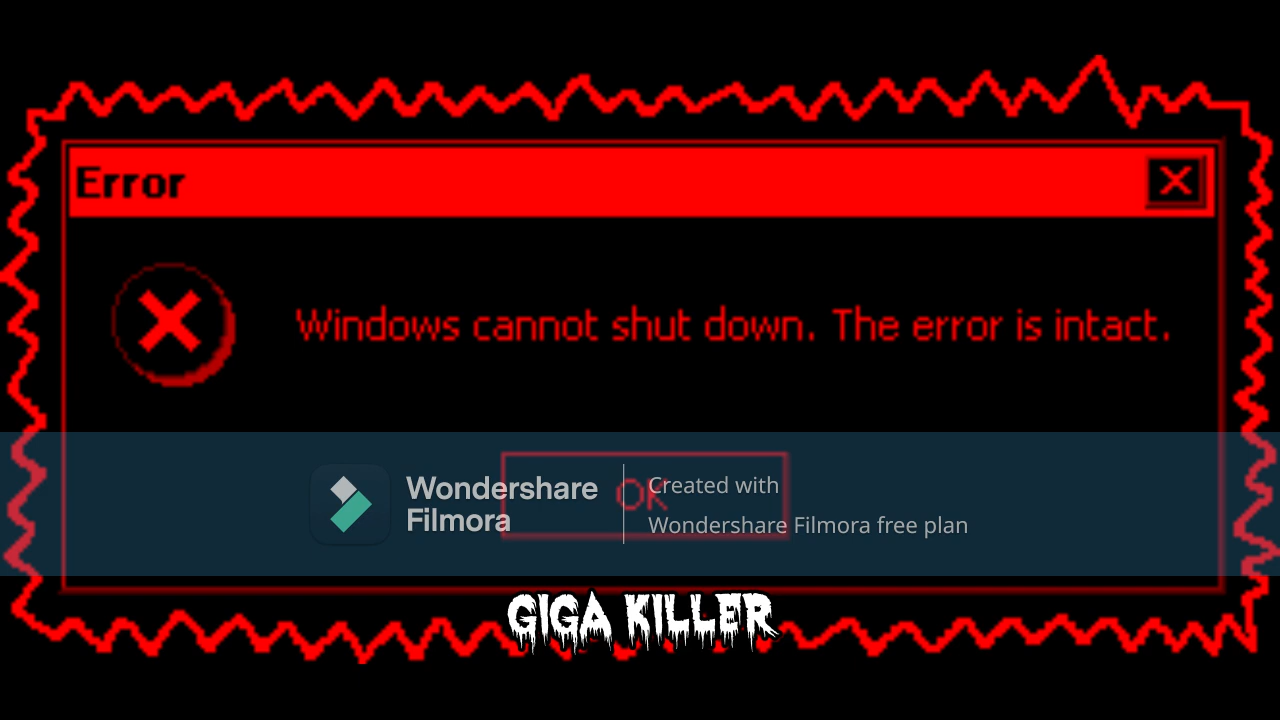 Error
Windows cannot shut down. The error is intact.
OK
Wondershare
Filmora
Created with
Wondershare Filmora free plan
GIGA KILLER